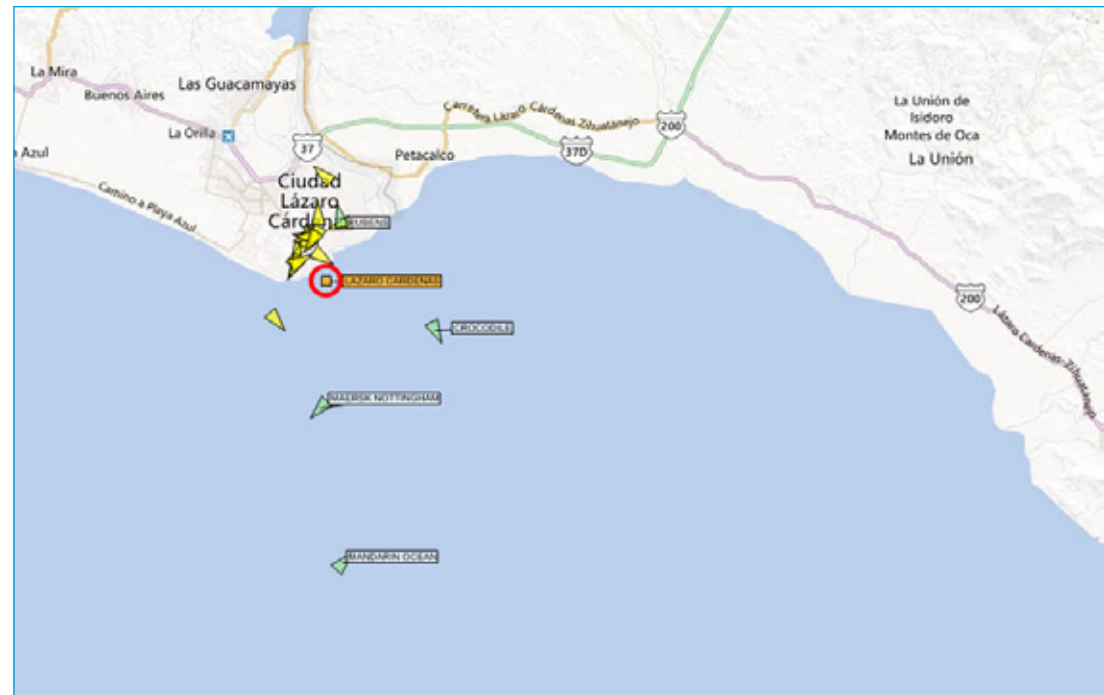 La Mira
Las Guacamayas
Buenos Aires
La Orilla
Azul
Camino a Playa Azul
37
Ciudad
Lázaro
Cárdenas
Petacalco
Carretera Lázaro Cárdenas-Zihuatanejo
37D
200
La Unión de
Isidoro
Montes de Oca
La Unión
RUBENS
LAZARO CARDENAS
CROCODILE
MAERSK NOTTINGHAM
MANDARIN OCEAN
200
Lázaro Cardenas-Zihuatanejo